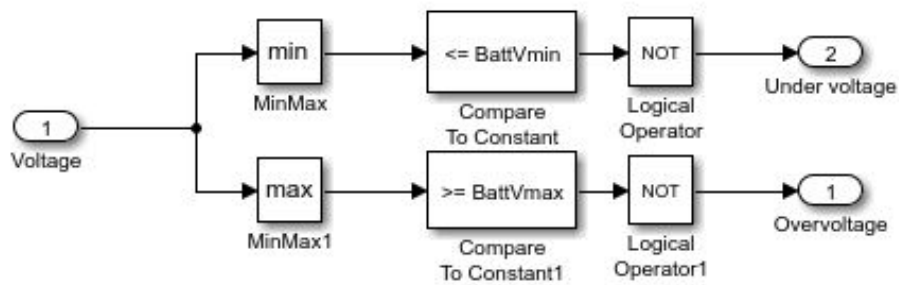 min
<= BattVmin
NOT
2
MinMax
Compare
To Constant
Logical
Operator
Under voltage
1
Voltage
max
>= BattVmax
NOT
1
MinMax1
Compare
To Constant1
Logical
Operator1
Overvoltage